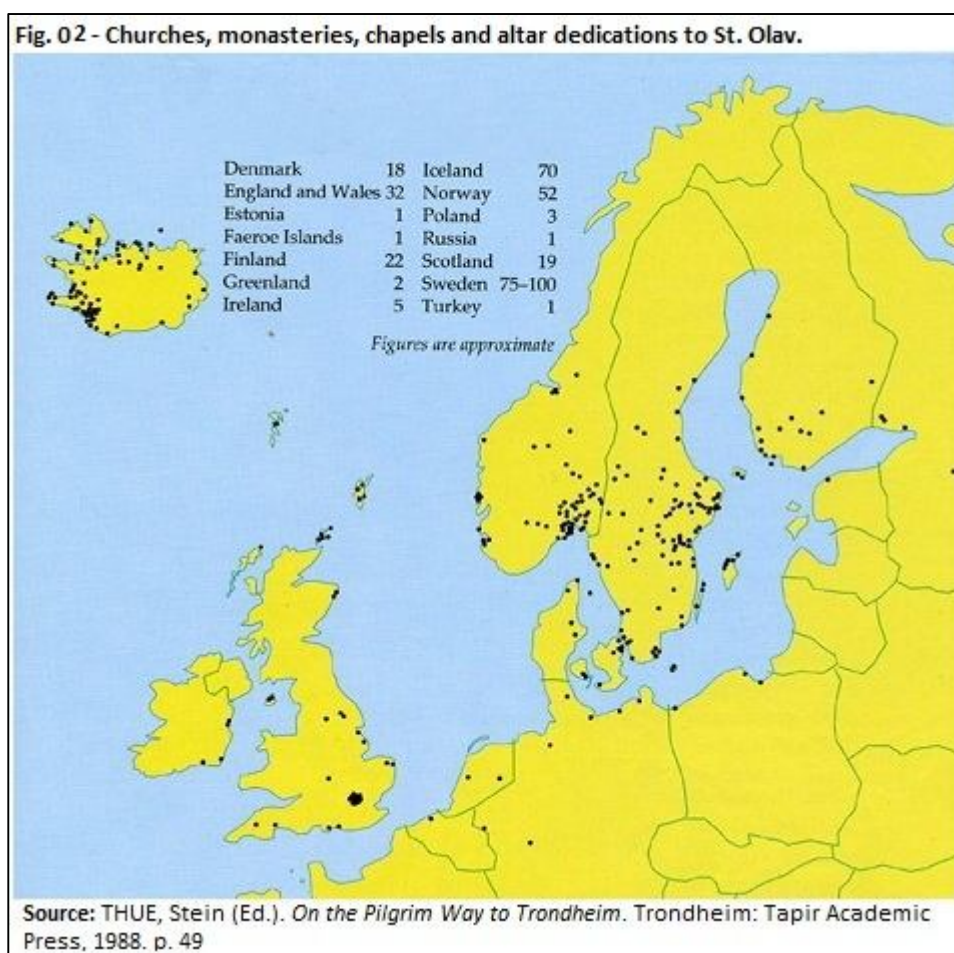 Fig. 02 - Churches, monasteries, chapels and altar dedications to St. Olav.
Denmark 18 Iceland 70
England and Wales 32 Norway 52
Estonia 1 Poland 3
Faeroe Islands 1 Russia 1
Finland 22 Scotland 19
Greenland 2 Sweden 75–100
Ireland 5 Turkey 1
Figures are approximate
Source: THUE, Stein (Ed.). On the Pilgrim Way to Trondheim. Trondheim: Tapir Academic
Press, 1988. p. 49